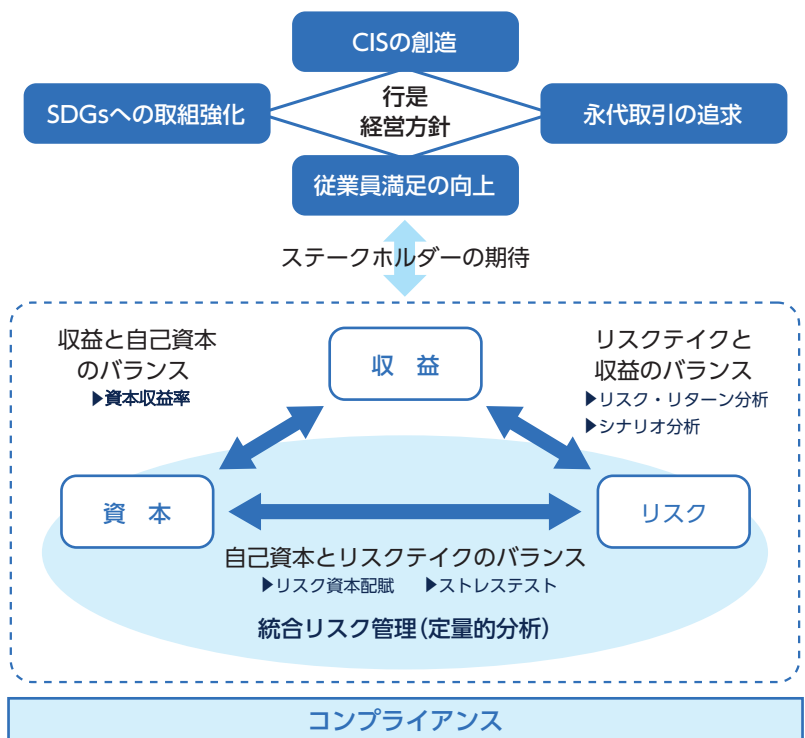 CISの創造
SDGsへの取組強化
行是
経営方針
永代取引の追求
従業員満足の向上
ステークホルダーの期待
収益と自己資本
のバランス
▶資本収益率
収　益
リスクテイクと
収益のバランス
▶リスク・リターン分析
▶シナリオ分析
資　本
リスク
自己資本とリスクテイクのバランス
▶リスク資本配賦　▶ストレステスト
統合リスク管理(定量的分析)
コンプライアンス